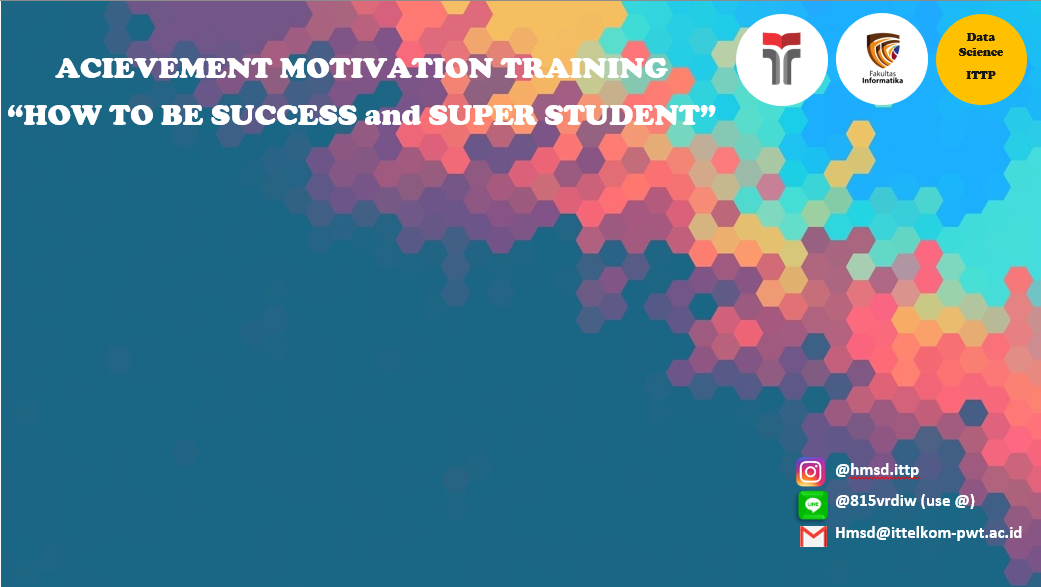 ACIEVEMENT MOTIVATION TRAINING
“HOW TO BE SUCCESS and SUPER STUDENT”
Fakultas
Informatika
Data
Science
ITTP
@hmsd.ittp
LINE
@815vrdiw (use @)
Hmsd@ittelkom-pwt.ac.id